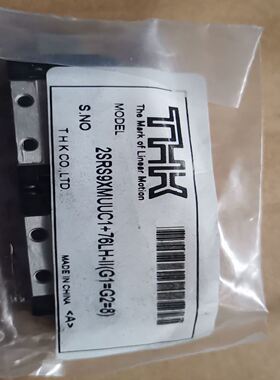 THK
The Mark of Linear Motion
MODEL
2SRS9XMUUC1+76LH-II(G1=G2=8)
S.NO
THK CO.,LTD.
MADE IN CHINA <A>